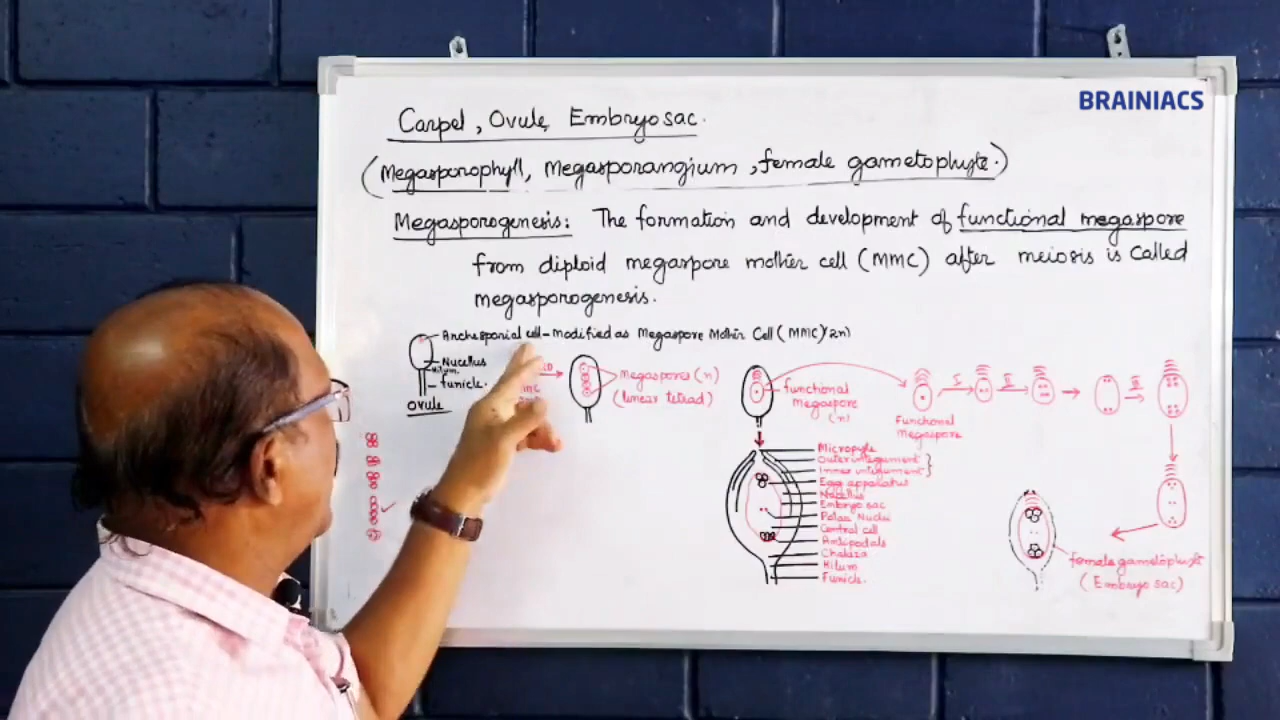 BRAINIACS
Carpel, Ovule, Embryo sac.
(Megasporophyll, Megasporangium, female gametophyte.)
Megasporogenesis: The formation and development of functional megaspore
from diploid megaspore mother cell (MMC) after meiosis is called
megasporogenesis.
Archesporial cell - modified as Megaspore Mother Cell (MMC) (2n)
Nucellus
Hilum.
funicle.
Ovule
Megaspores (n)
(linear tetrad)
functional
megaspore
(n)
Functional
megaspore
I
II
III
Micropyle
Outer integument
Inner integument
Egg apparatus
Nucellus
Embryo sac
Polar Nuclei
Central cell
Antipodals
Chalaza
Hilum
Funicle.
female gametophyte
(Embryo sac)